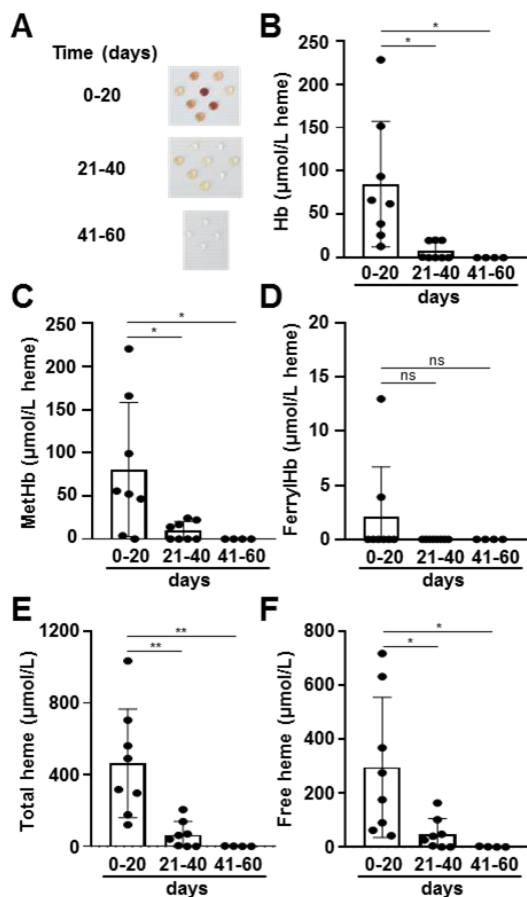 A
Time (days)
0-20
21-40
41-60
B
Hb (µmol/L heme)
250
200
150
100
50
0
*
*
0-20 21-40 41-60
days
C
MetHb (µmol/L heme)
250
200
150
100
50
0
*
*
0-20 21-40 41-60
days
D
FerrylHb (µmol/L heme)
20
15
10
5
0
ns
ns
0-20 21-40 41-60
days
E
Total heme (µmol/L)
1200
800
400
0
**
**
0-20 21-40 41-60
days
F
Free heme (µmol/L)
800
600
400
200
0
*
*
0-20 21-40 41-60
days